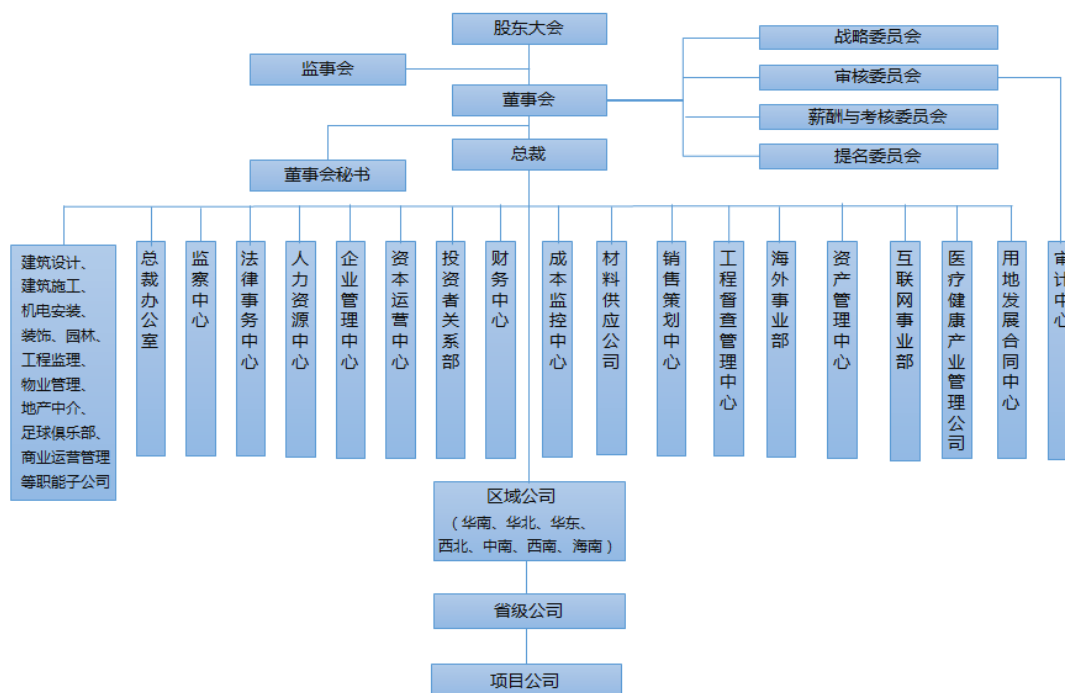 股东大会
监事会
董事会
战略委员会
审核委员会
薪酬与考核委员会
提名委员会
总裁
董事会秘书
建筑设计、
建筑施工、
机电安装、
装饰、园林、
工程监理、
物业管理、
地产中介、
足球俱乐部、
商业运营管理
等职能子公司
总裁办公室
监察中心
法律事务中心
人力资源中心
企业管理中心
资本运营中心
投资者关系部
财务中心
成本监控中心
材料供应公司
销售策划中心
工程督查管理中心
海外事业部
资产管理中心
互联网事业部
医疗健康产业管理公司
用地发展合同中心
审计中心
区域公司
（华南、华北、华东、
西北、中南、西南、海南）
省级公司
项目公司